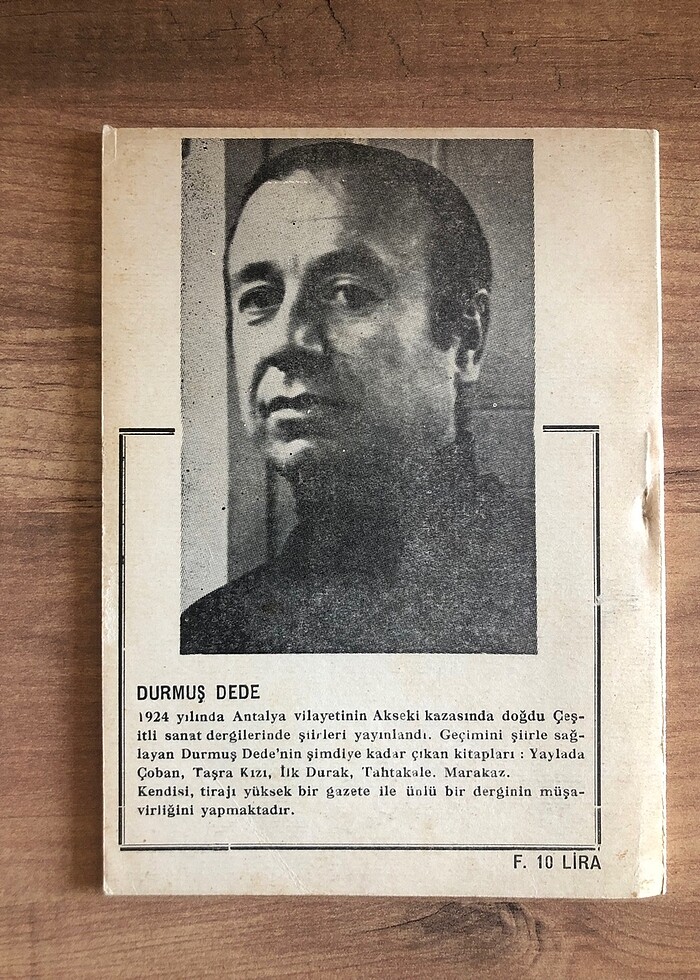 DURMUŞ DEDE
1924 yılında Antalya vilayetinin Akseki kazasında doğdu Çeş-
itli sanat dergilerinde şiirleri yayınlandı. Geçimini şiirle sağ-
layan Durmuş Dede'nin şimdiye kadar çıkan kitapları : Yaylada
Çoban, Taşra Kızı, İlk Durak, Tahtakale. Marakaz.
Kendisi, tirajı yüksek bir gazete ile ünlü bir derginin müşa-
virliğini yapmaktadır.
F. 10 LİRA